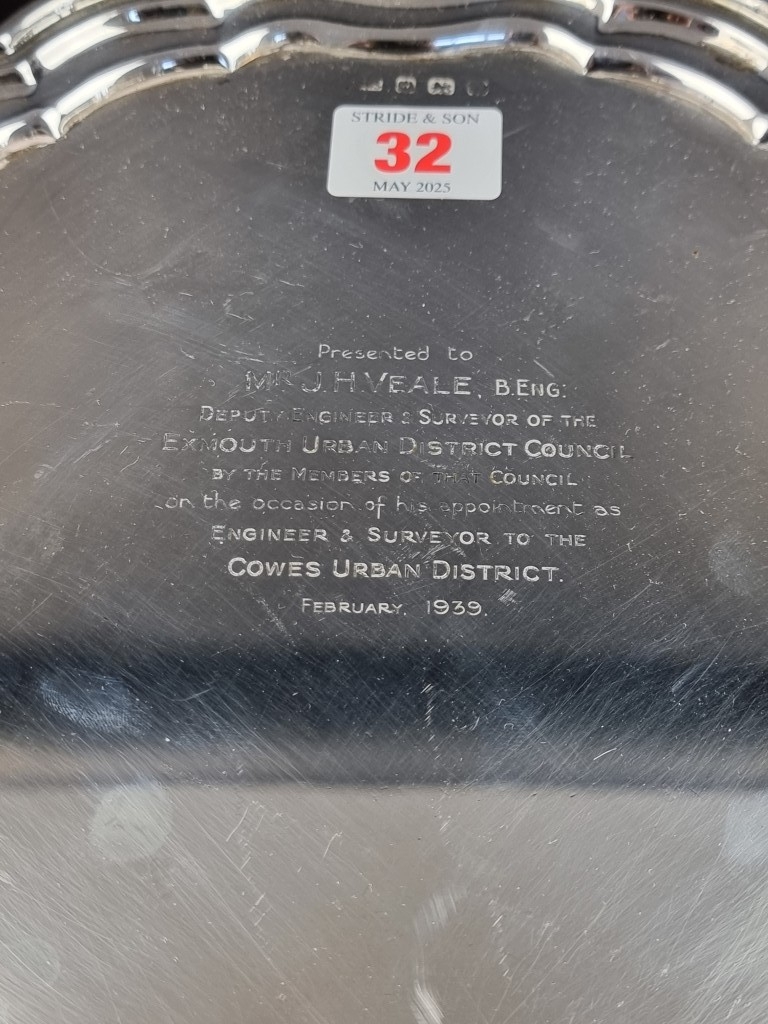 STRIDE & SON
32
MAY 2025
Presented to
MR J.H.VEALE, B.ENG:
DEPUTY ENGINEER & SURVEYOR OF THE
EXMOUTH URBAN DISTRICT COUNCIL
BY THE MEMBERS OF THAT COUNCIL
on the occasion of his appointment as
ENGINEER & SURVEYOR TO THE
COWES URBAN DISTRICT.
FEBRUARY, 1939.